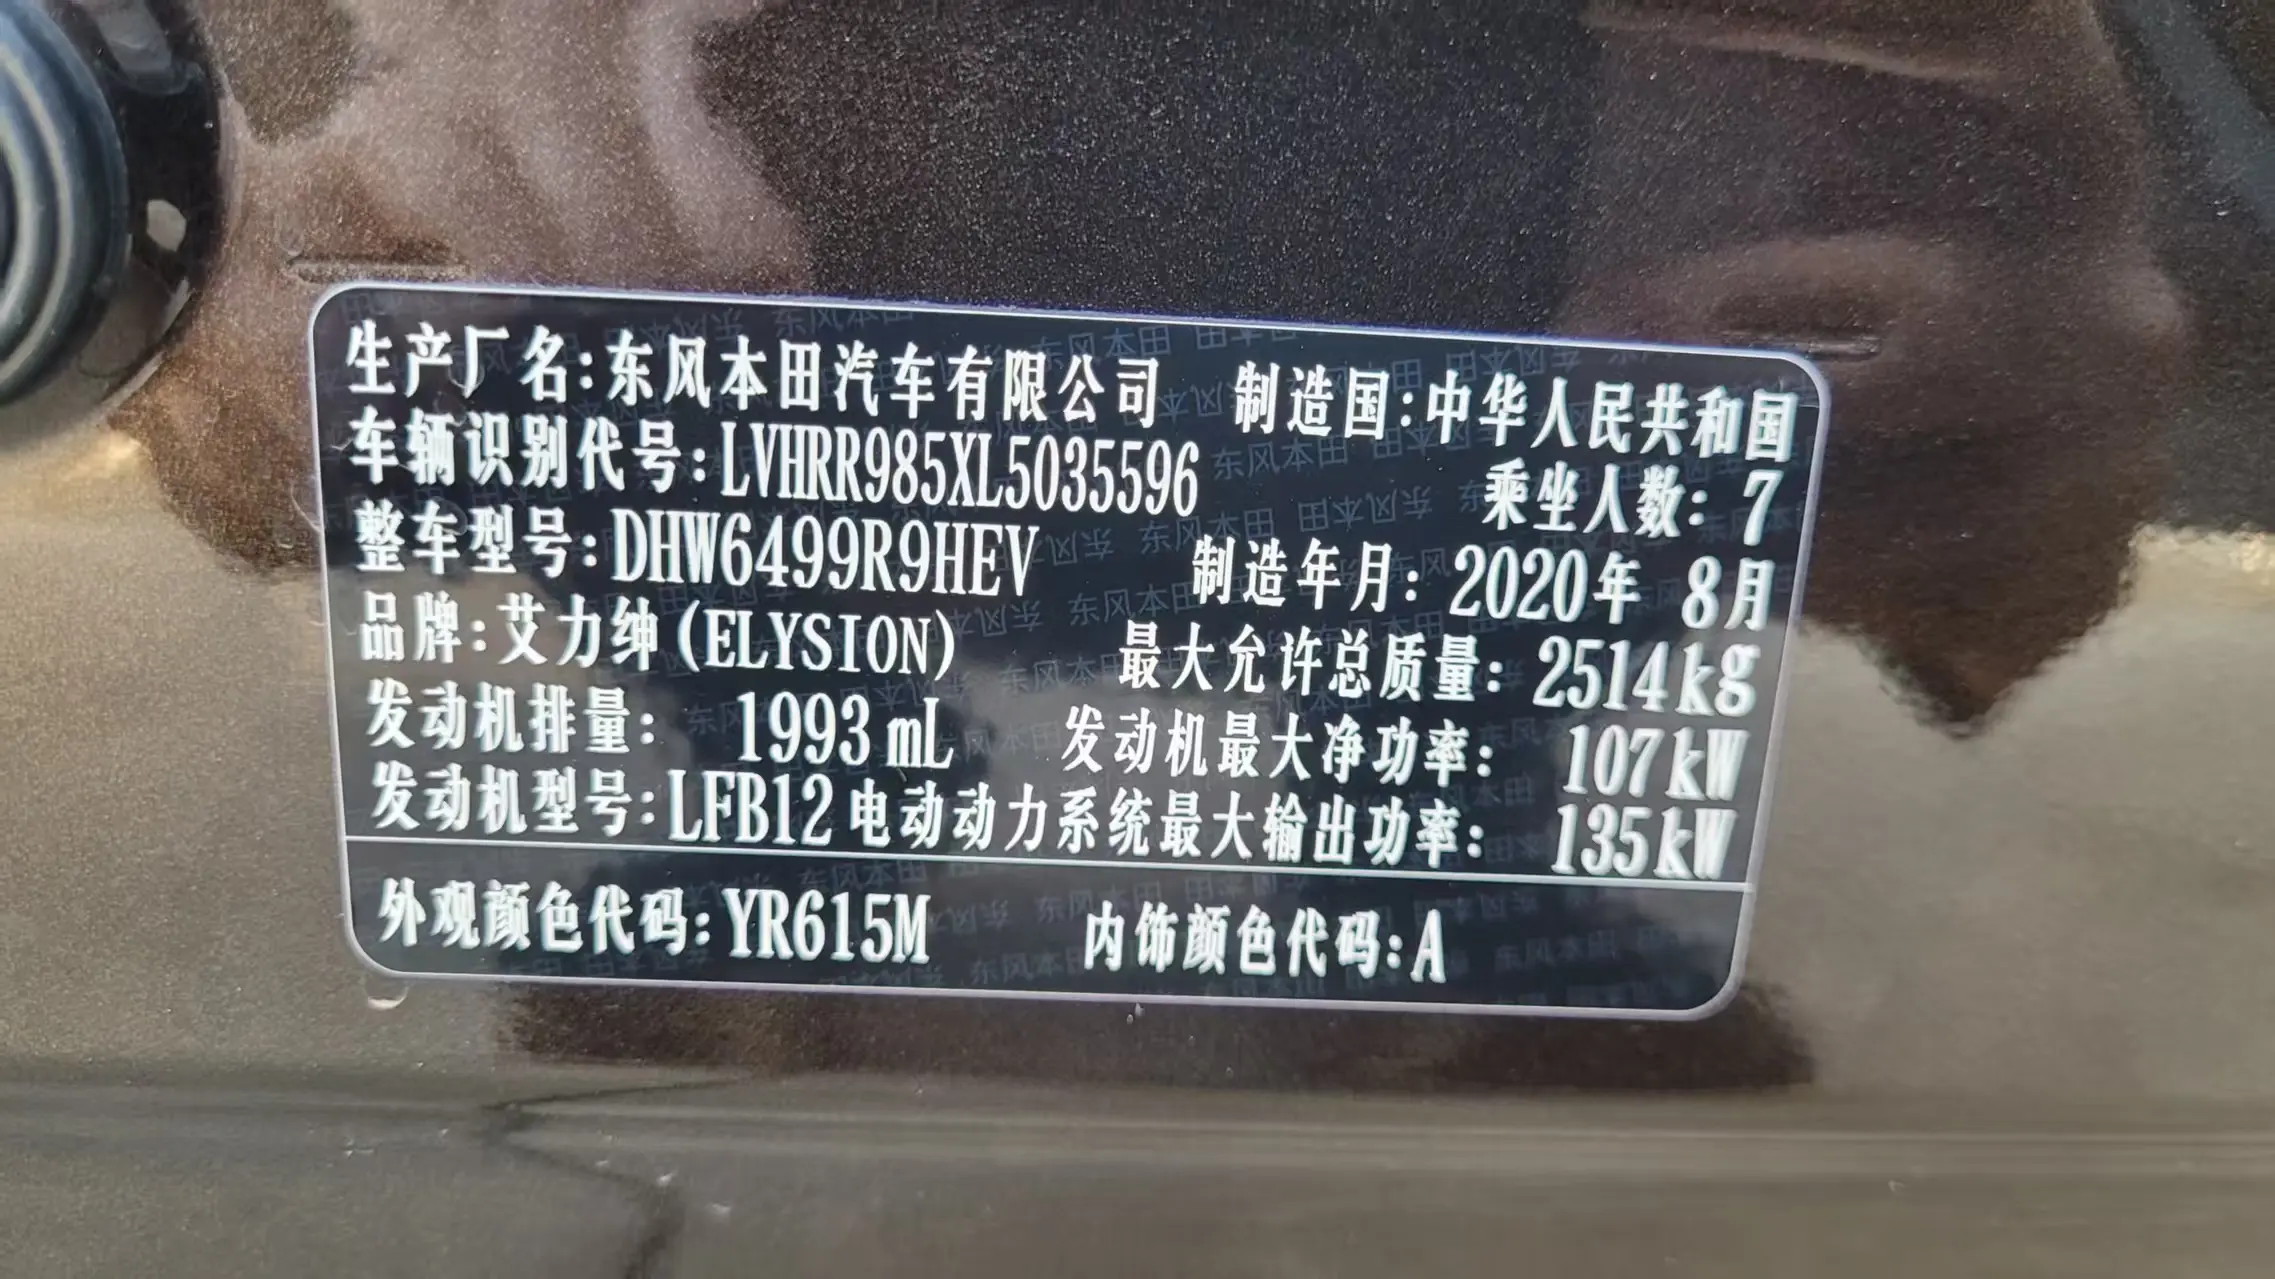 生产厂名:东风本田汽车有限公司 制造国:中华人民共和国
车辆识别代号:LVHRR985XL5035596 乘坐人数: 7
整车型号:DHW6499R9HEV 制造年月: 2020年 8月
品牌:艾力绅(ELYSION) 最大允许总质量: 2514kg
发动机排量: 1993 mL 发动机最大净功率: 107kW
发动机型号:LFB12 电动动力系统最大输出功率: 135kW
外观颜色代码:YR615M 内饰颜色代码:A